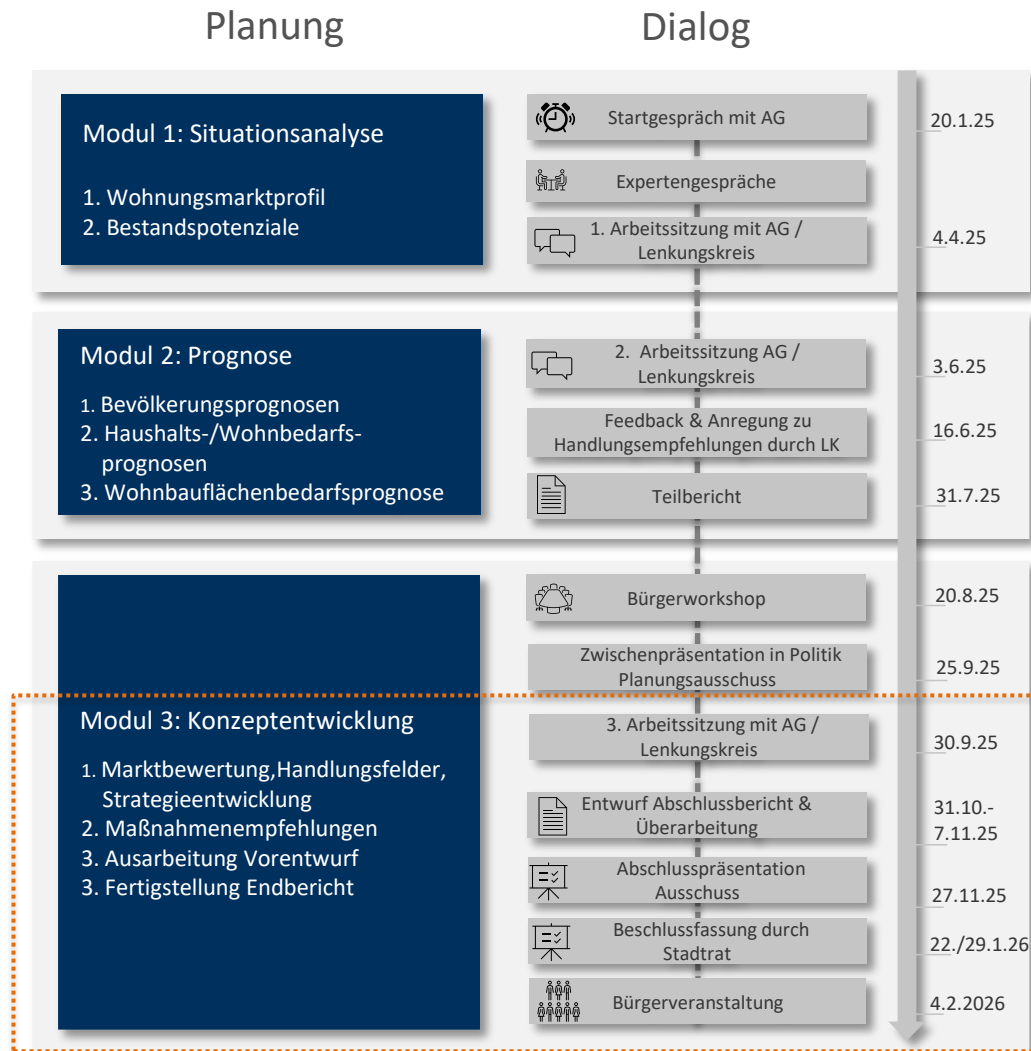 Planung
Dialog
Modul 1: Situationsanalyse
1. Wohnungsmarktprofil
2. Bestandspotenziale
Startgespräch mit AG
20.1.25
Expertengespräche
1. Arbeitssitzung mit AG /
Lenkungskreis
4.4.25
Modul 2: Prognose
1. Bevölkerungsprognosen
2. Haushalts-/Wohnbedarfs-
prognosen
3. Wohnbauflächenbedarfsprognose
2. Arbeitssitzung AG /
Lenkungskreis
3.6.25
Feedback & Anregung zu
Handlungsempfehlungen durch LK
16.6.25
Teilbericht
31.7.25
Modul 3: Konzeptentwicklung
1. Marktbewertung,Handlungsfelder,
Strategieentwicklung
2. Maßnahmenempfehlungen
3. Ausarbeitung Vorentwurf
3. Fertigstellung Endbericht
Bürgerworkshop
20.8.25
Zwischenpräsentation in Politik
Planungsausschuss
25.9.25
3. Arbeitssitzung mit AG /
Lenkungskreis
30.9.25
Entwurf Abschlussbericht &
Überarbeitung
31.10.-
7.11.25
Abschlusspräsentation
Ausschuss
27.11.25
Beschlussfassung durch
Stadtrat
22./29.1.26
Bürgerveranstaltung
4.2.2026